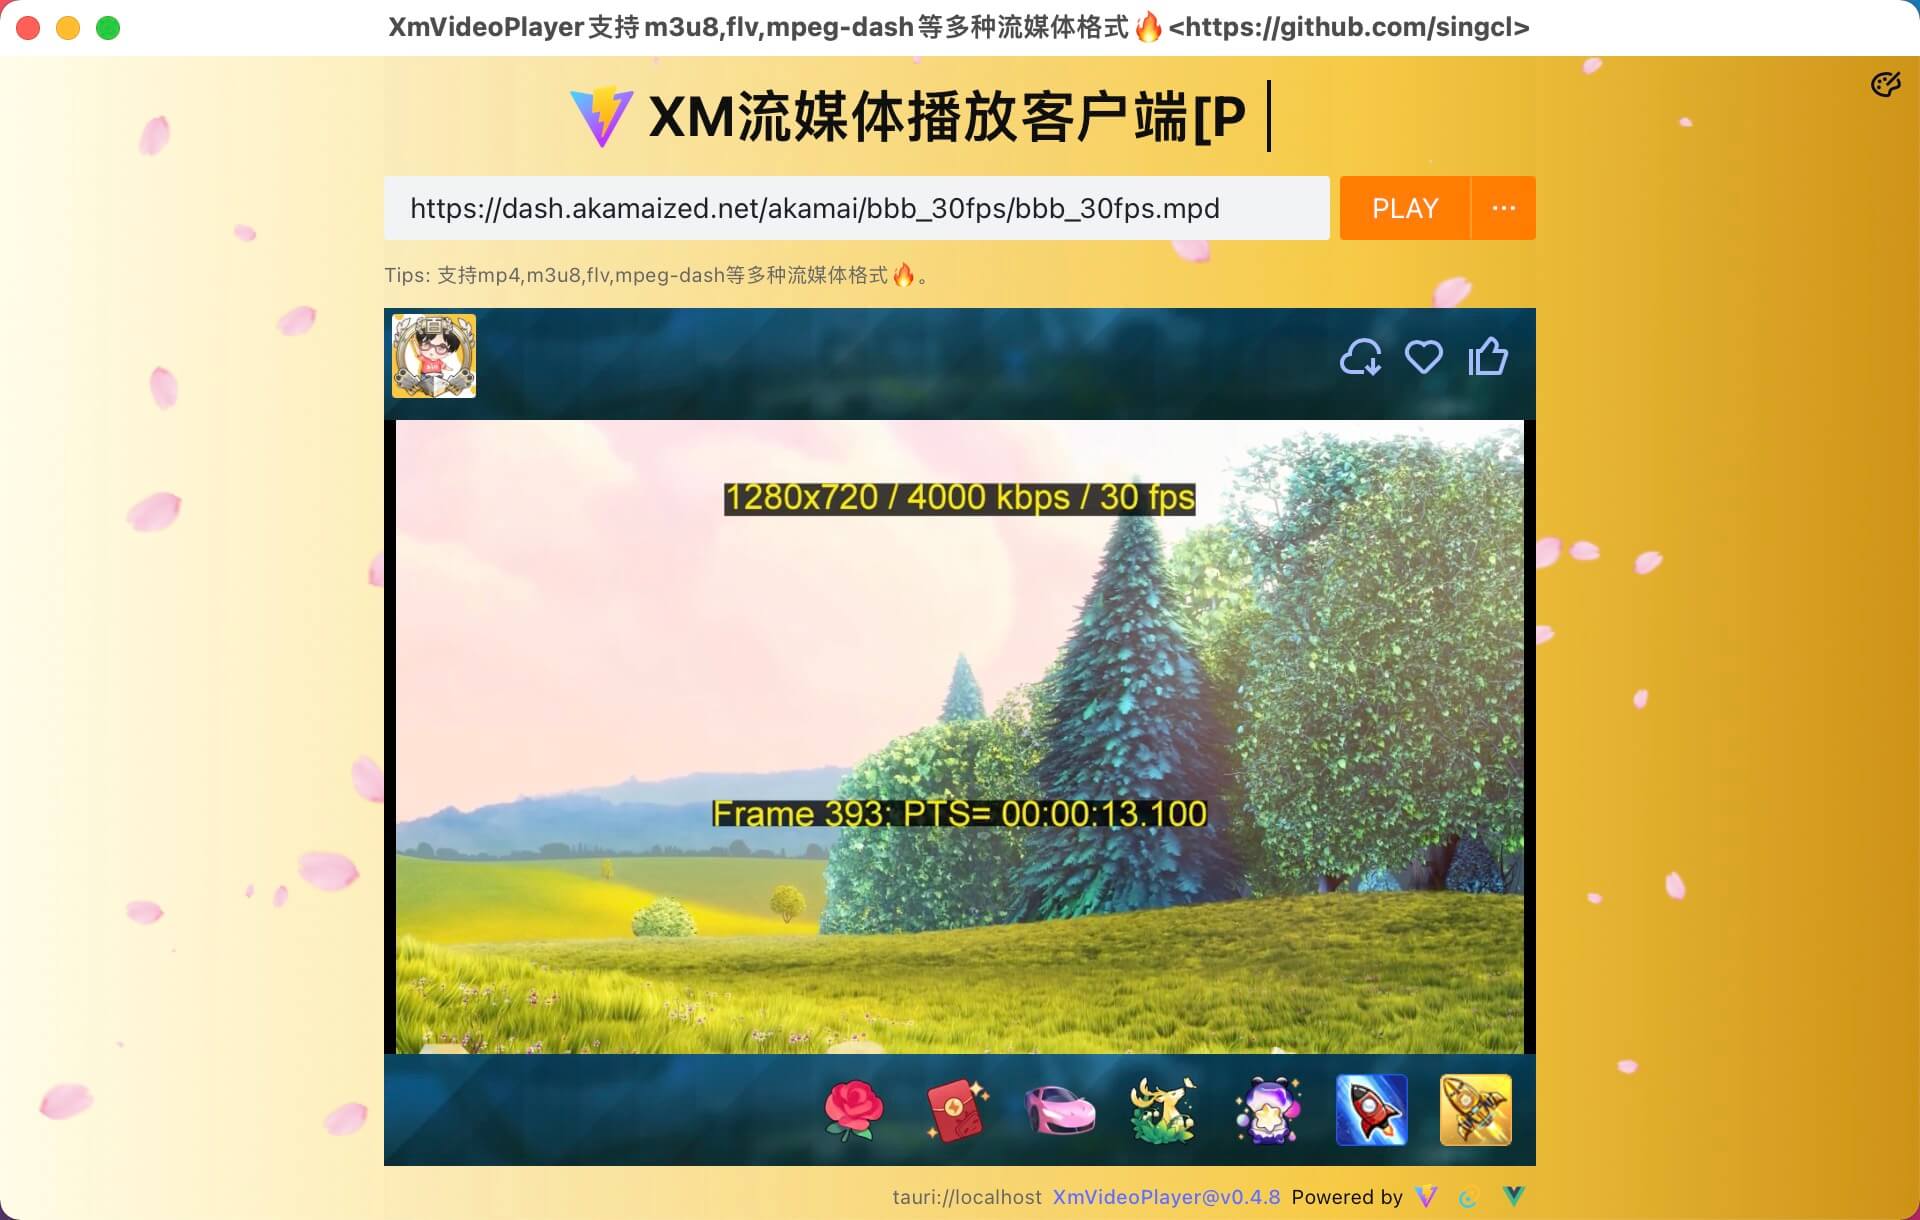 XmVideoPlayer支持m3u8,flv,mpeg-dash等多种流媒体格式🔥<https://github.com/singcl>
XM流媒体播放客户端[P
https://dash.akamaized.net/akamai/bbb_30fps/bbb_30fps.mpd
PLAY ···
Tips: 支持mp4,m3u8,flv,mpeg-dash等多种流媒体格式🔥。
1280x720 / 4000 kbps / 30 fps
Frame 393: PTS= 00:00:13.100
tauri://localhost XmVideoPlayer@v0.4.8 Powered by